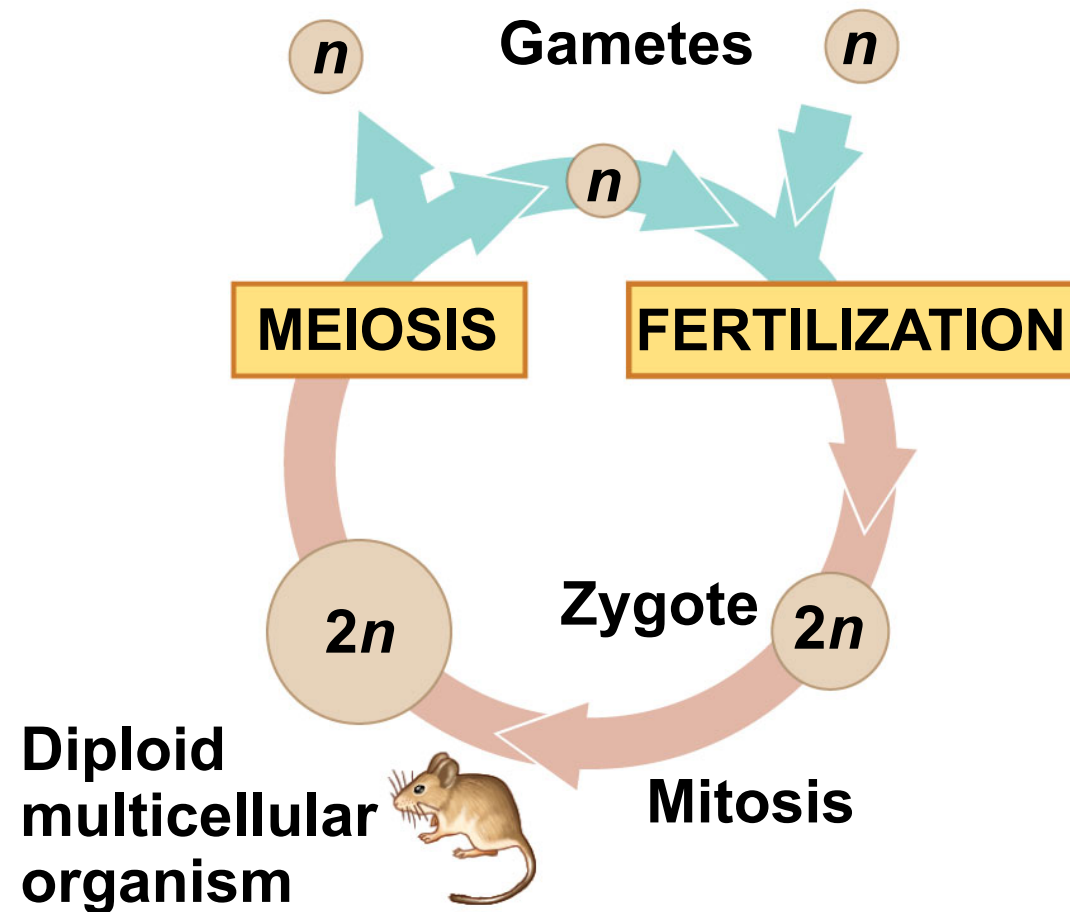 n
Gametes
n
n
MEIOSIS
FERTILIZATION
Zygote
2n
2n
Diploid
multicellular
organism
Mitosis